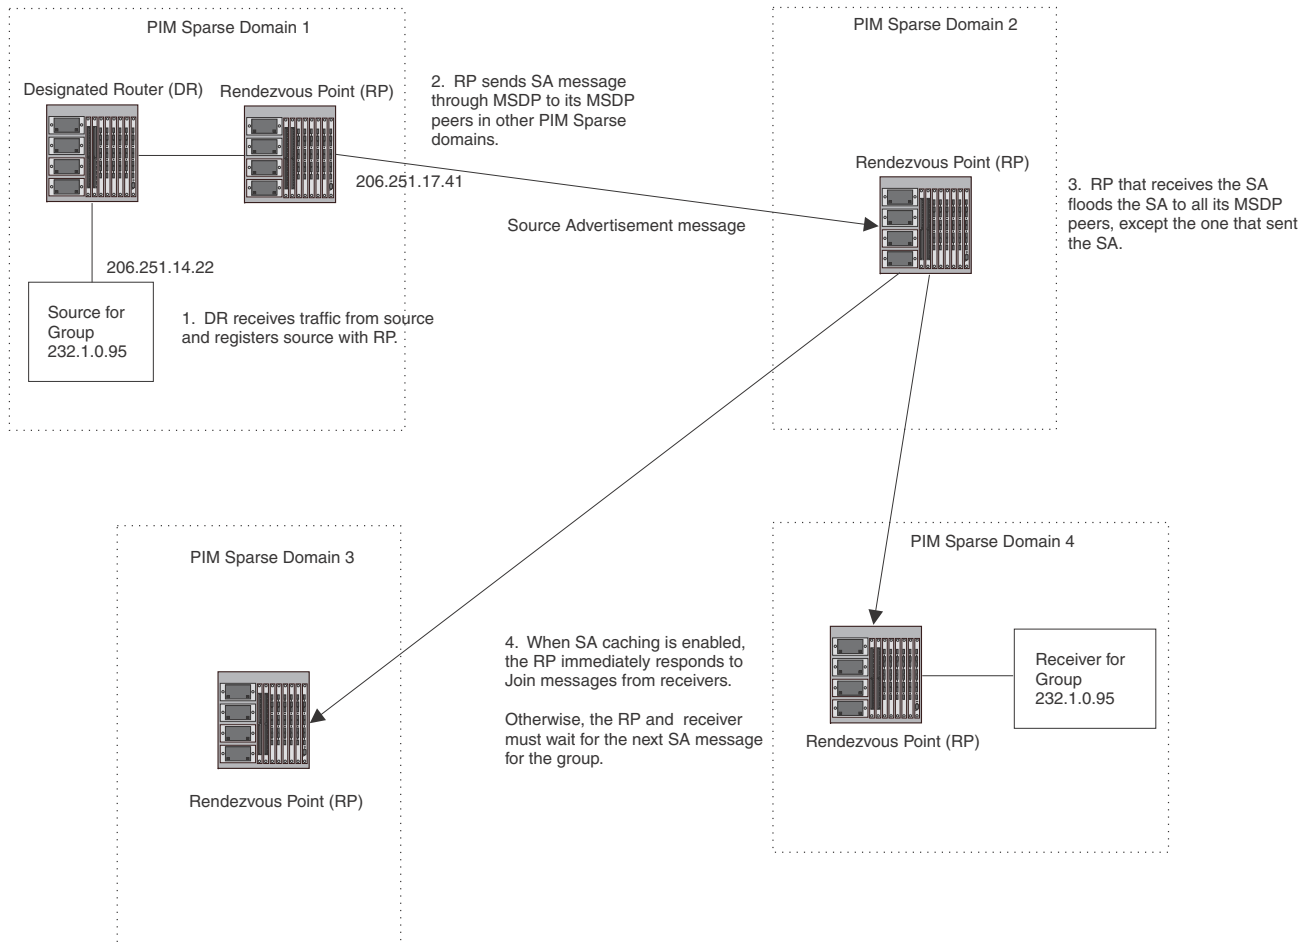 PIM Sparse Domain 1
Designated Router (DR)
Rendezvous Point (RP)
206.251.17.41
206.251.14.22
Source for
Group
232.1.0.95
1. DR receives traffic from source
and registers source with RP.
2. RP sends SA message
through MSDP to its MSDP
peers in other PIM Sparse
domains.
Source Advertisement message
PIM Sparse Domain 2
Rendezvous Point (RP)
3. RP that receives the SA
floods the SA to all its MSDP
peers, except the one that sent
the SA.
PIM Sparse Domain 3
Rendezvous Point (RP)
4. When SA caching is enabled,
the RP immediately responds to
Join messages from receivers.
Otherwise, the RP and receiver
must wait for the next SA message
for the group.
PIM Sparse Domain 4
Rendezvous Point (RP)
Receiver for
Group
232.1.0.95